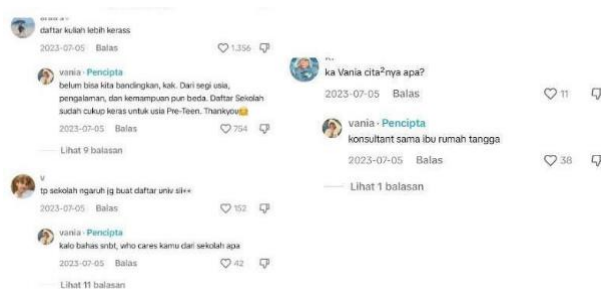 daftar kuliah lebih kerass
2023-07-05 Balas 1.356
vania · Pencipta
belum bisa kita bandingkan, kak. Dari segi usia,
pengalaman, dan kemampuan pun beda. Daftar Sekolah
sudah cukup keras untuk usia Pre-Teen. Thankyou😊
2023-07-05 Balas 754
Lihat 9 balasan
v
tp sekolah ngaruh jg buat daftar univ sii
2023-07-05 Balas 152
vania · Pencipta
kalo bahas snbt, who cares kamu dari sekolah apa
2023-07-05 Balas 42
Lihat 11 balasan
ka Vania cita²nya apa?
2023-07-05 Balas 11
vania · Pencipta
konsultant sama ibu rumah tangga
2023-07-05 Balas 38
Lihat 1 balasan